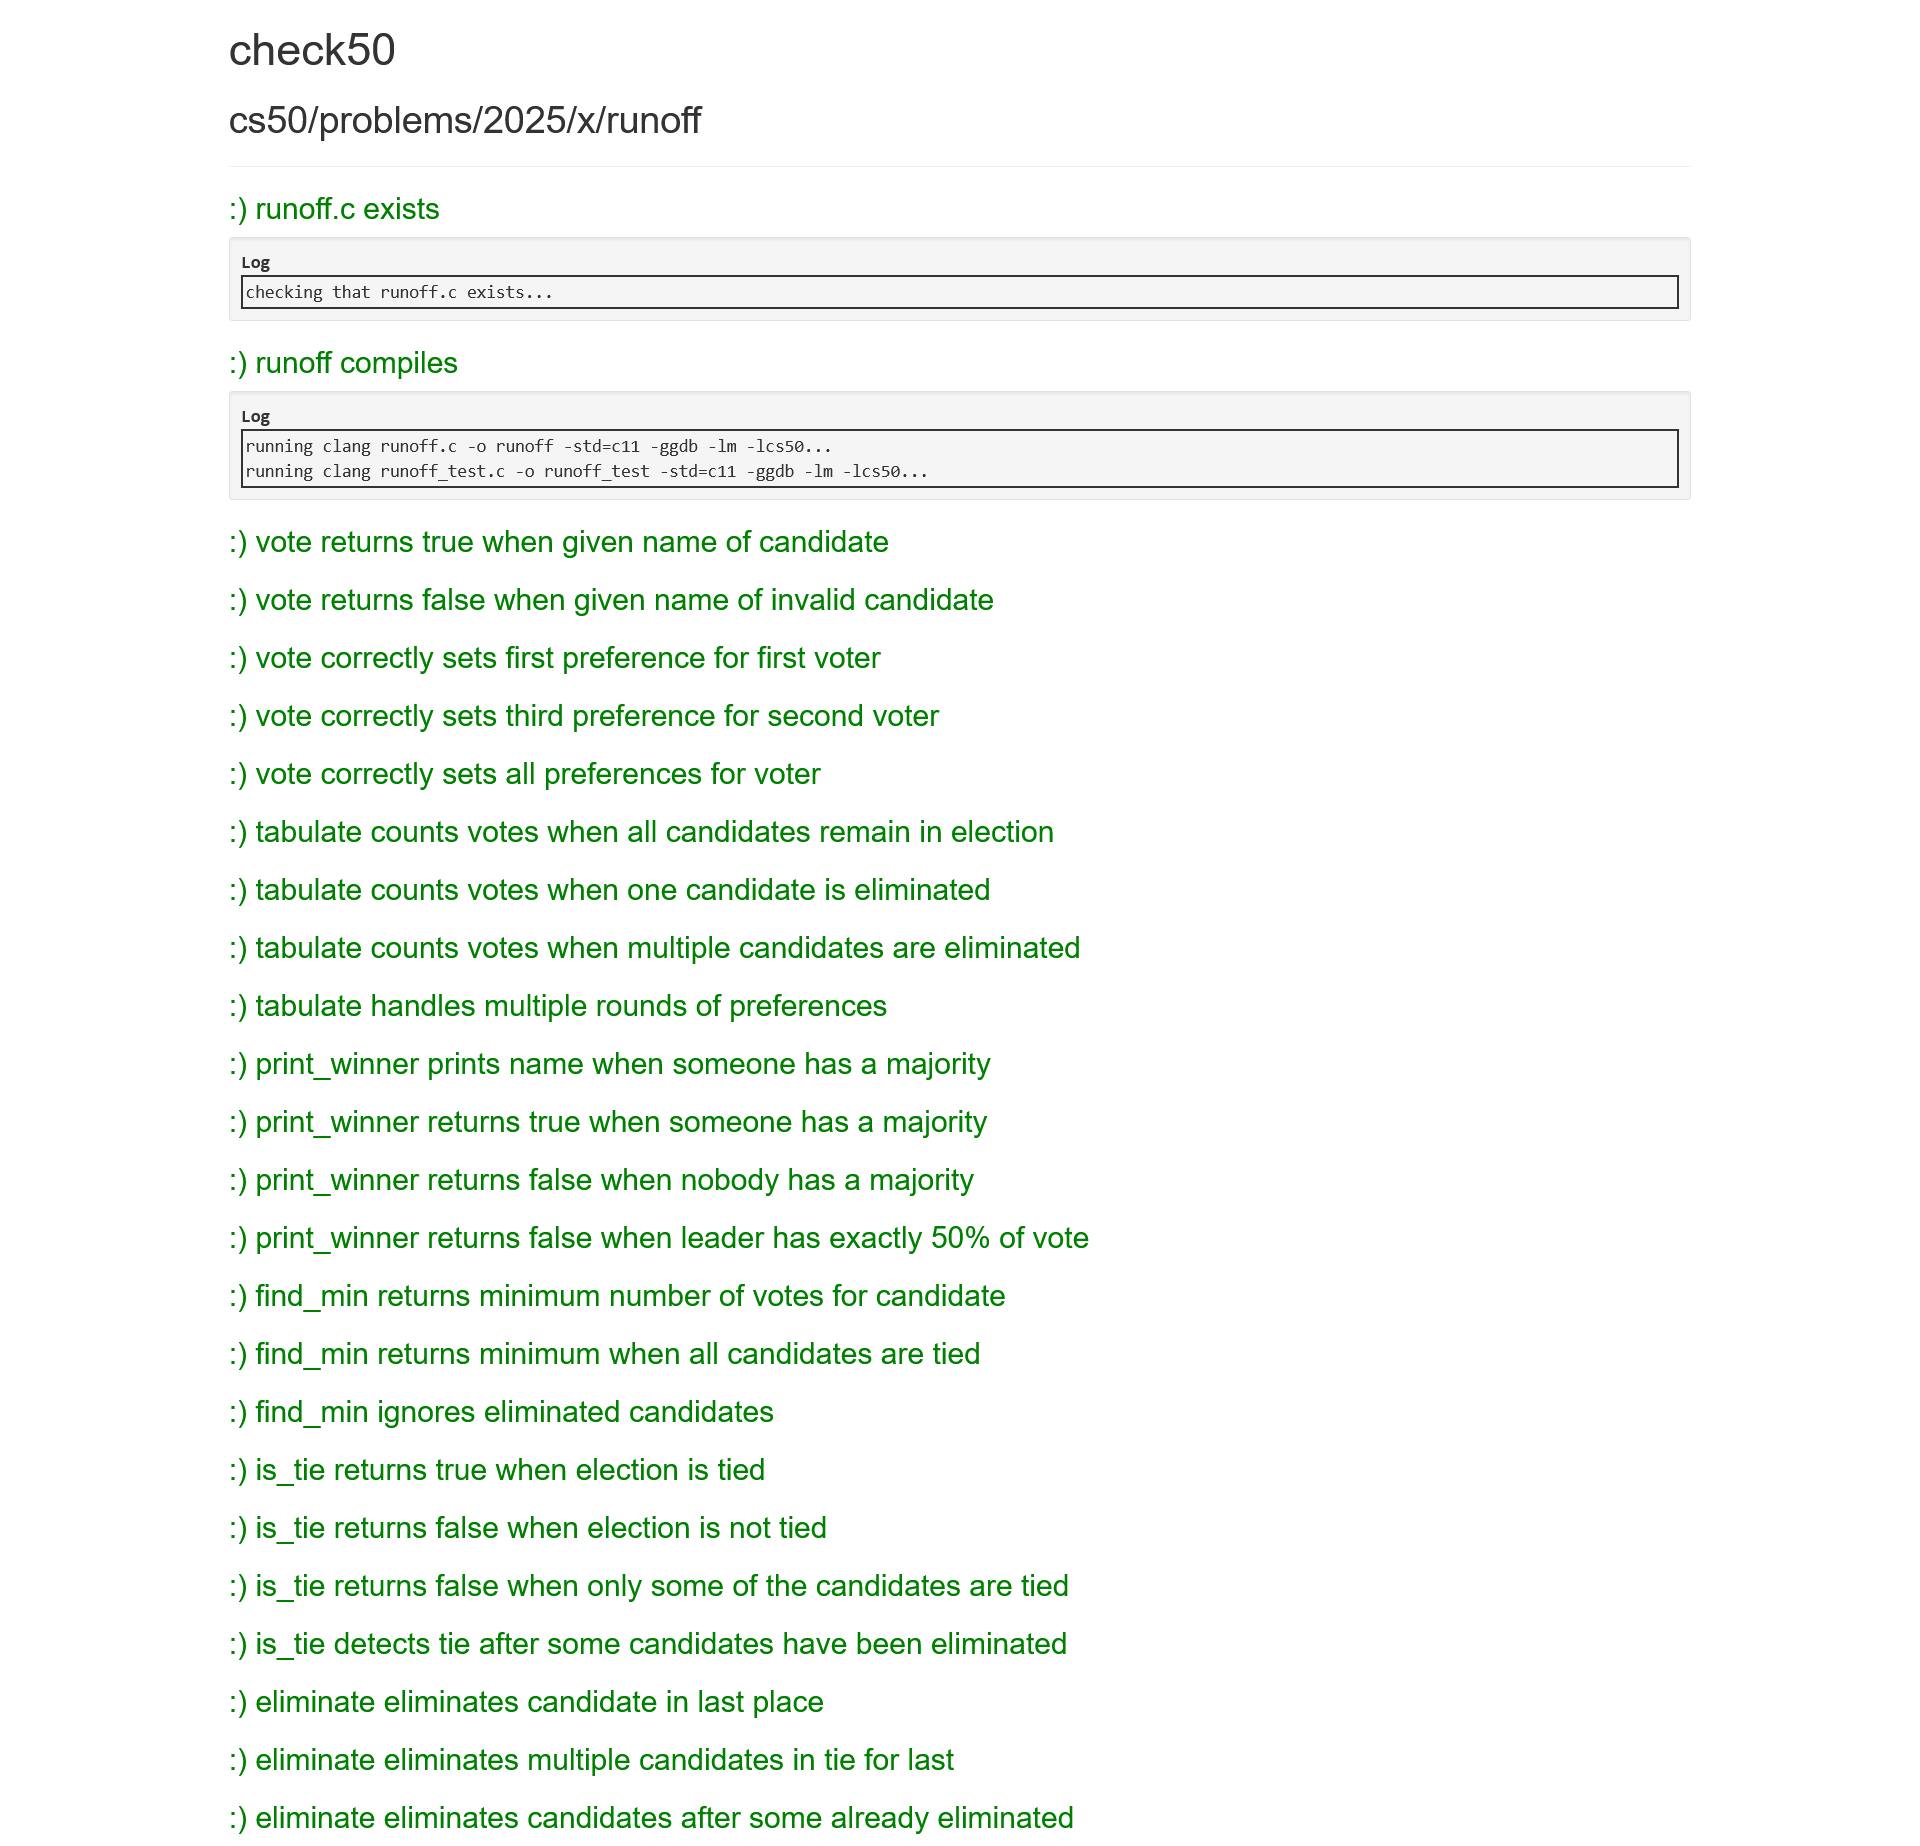 check50
cs50/problems/2025/x/runoff
:) runoff.c exists
Log
checking that runoff.c exists...
:) runoff compiles
Log
running clang runoff.c -o runoff -std=c11 -ggdb -lm -lcs50...
running clang runoff_test.c -o runoff_test -std=c11 -ggdb -lm -lcs50...
:) vote returns true when given name of candidate
:) vote returns false when given name of invalid candidate
:) vote correctly sets first preference for first voter
:) vote correctly sets third preference for second voter
:) vote correctly sets all preferences for voter
:) tabulate counts votes when all candidates remain in election
:) tabulate counts votes when one candidate is eliminated
:) tabulate counts votes when multiple candidates are eliminated
:) tabulate handles multiple rounds of preferences
:) print_winner prints name when someone has a majority
:) print_winner returns true when someone has a majority
:) print_winner returns false when nobody has a majority
:) print_winner returns false when leader has exactly 50% of vote
:) find_min returns minimum number of votes for candidate
:) find_min returns minimum when all candidates are tied
:) find_min ignores eliminated candidates
:) is_tie returns true when election is tied
:) is_tie returns false when election is not tied
:) is_tie returns false when only some of the candidates are tied
:) is_tie detects tie after some candidates have been eliminated
:) eliminate eliminates candidate in last place
:) eliminate eliminates multiple candidates in tie for last
:) eliminate eliminates candidates after some already eliminated